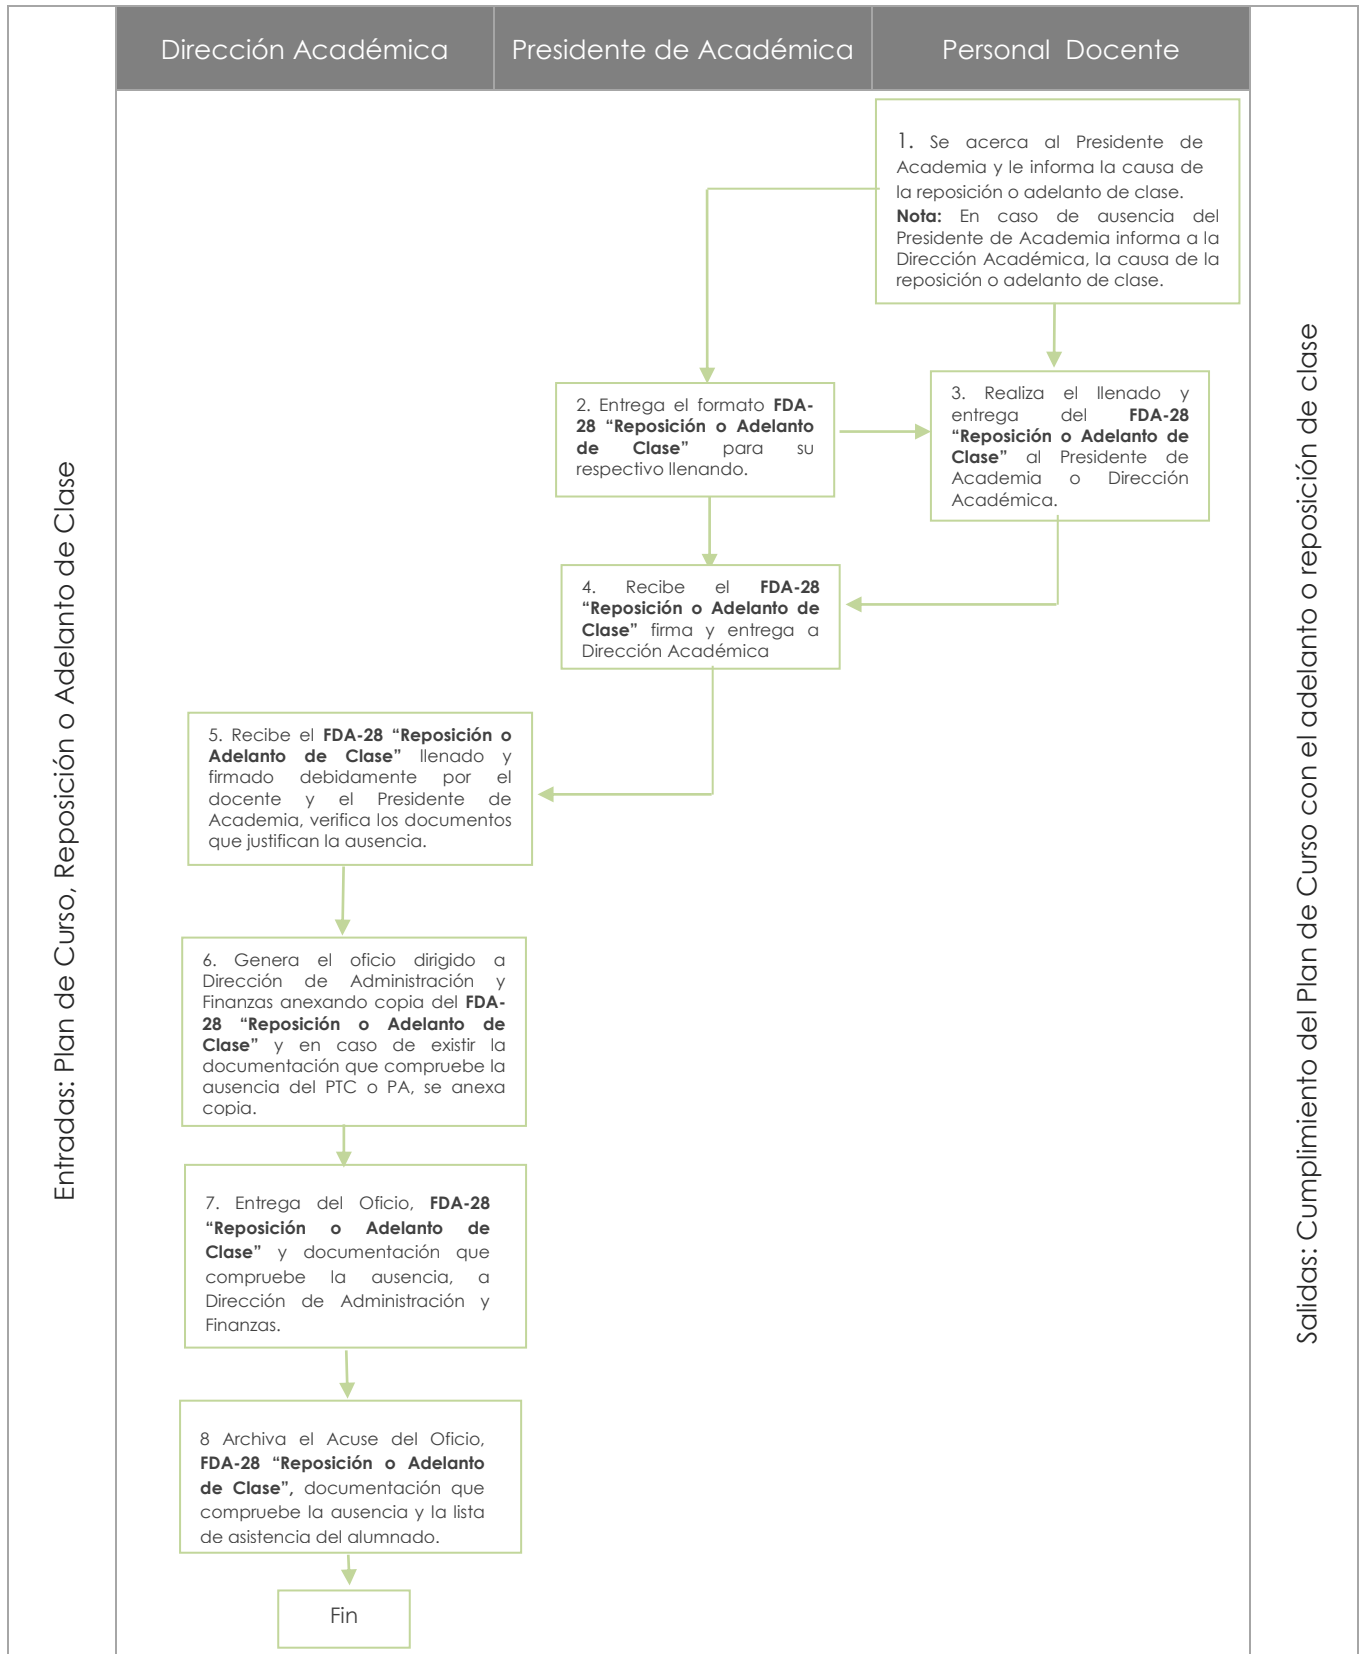 Dirección Académica
Presidente de Académica
Personal Docente
Entradas: Plan de Curso, Reposición o Adelanto de Clase
1. Se acerca al Presidente de
Academia y le informa la causa de
la reposición o adelanto de clase.
Nota: En caso de ausencia del
Presidente de Academia informa a la
Dirección Académica, la causa de la
reposición o adelanto de clase.
2. Entrega el formato FDA-
28 “Reposición o Adelanto
de Clase” para su
respectivo llenando.
3. Realiza el llenado y
entrega del FDA-28
“Reposición o Adelanto de
Clase” al Presidente de
Academia o Dirección
Académica.
4. Recibe el FDA-28
“Reposición o Adelanto de
Clase” firma y entrega a
Dirección Académica
5. Recibe el FDA-28 “Reposición o
Adelanto de Clase” llenado y
firmado debidamente por el
docente y el Presidente de
Academia, verifica los documentos
que justifican la ausencia.
6. Genera el oficio dirigido a
Dirección de Administración y
Finanzas anexando copia del FDA-
28 “Reposición o Adelanto de
Clase” y en caso de existir la
documentación que compruebe la
ausencia del PTC o PA, se anexa
copia.
7. Entrega del Oficio, FDA-28
“Reposición o Adelanto de
Clase” y documentación que
compruebe la ausencia, a
Dirección de Administración y
Finanzas.
8 Archiva el Acuse del Oficio,
FDA-28 “Reposición o Adelanto
de Clase”, documentación que
compruebe la ausencia y la lista
de asistencia del alumnado.
Fin
Salidas: Cumplimiento del Plan de Curso con el adelanto o reposición de clase